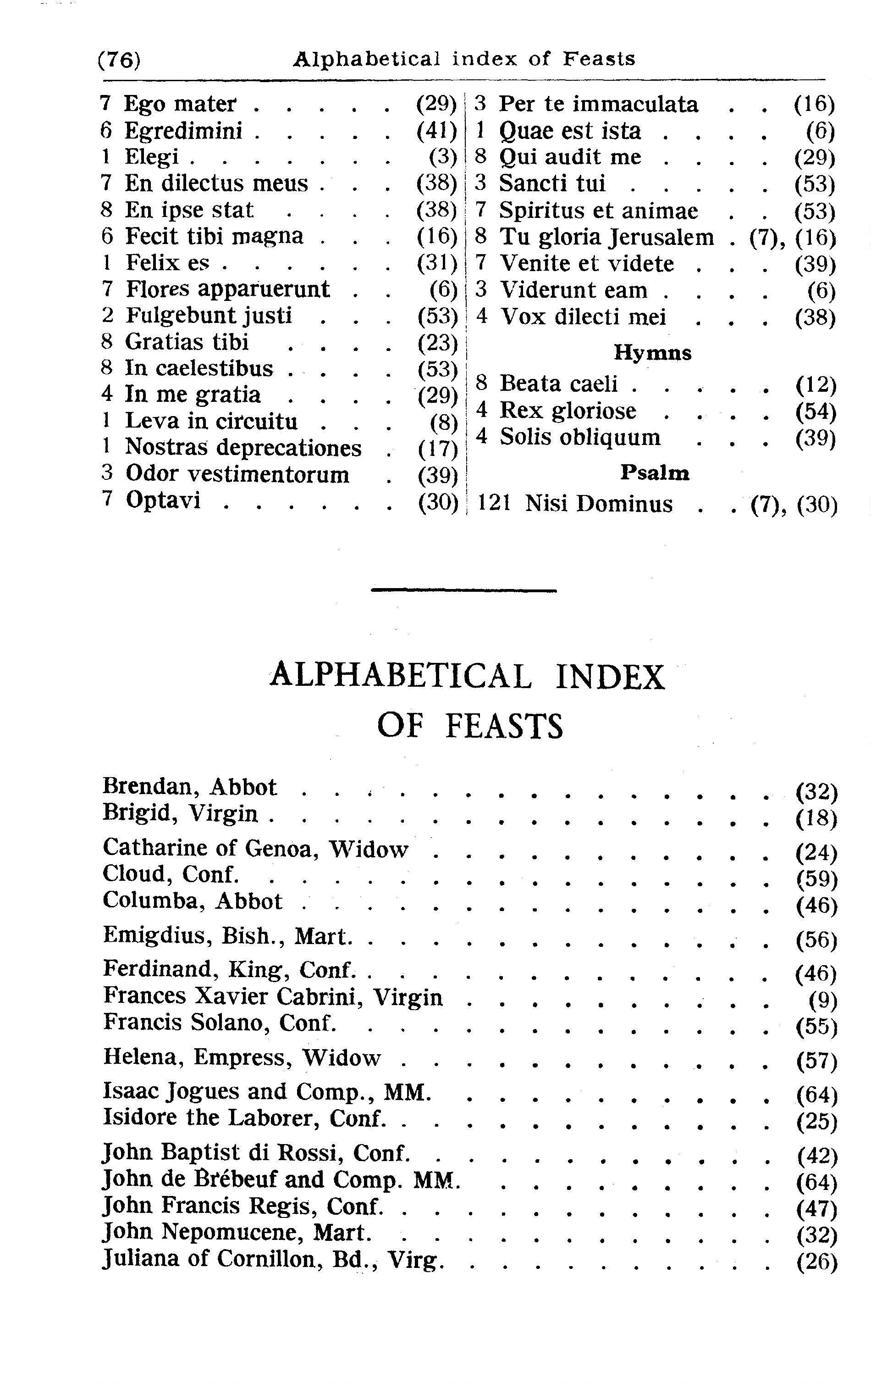 (76) Alphabetical index of Feasts
7 Ego mater . . . . . (29)
6 Egredimini . . . . . (41)
1 Elegi . . . . . . . (3)
7 En dilectus meus . . . (38)
8 En ipse stat . . . . (38)
6 Fecit tibi magna . . . (16)
1 Felix es . . . . . . (31)
7 Flores apparuerunt . . (6)
2 Fulgebunt justi . . . (53)
8 Gratias tibi . . . . (23)
8 In caelestibus . . . . (53)
4 In me gratia . . . . (29)
1 Leva in circuitu . . . (8)
1 Nostras deprecationes . (17)
3 Odor vestimentorum . (39)
7 Optavi . . . . . . (30)
3 Per te immaculata . . (16)
1 Quae est ista . . . . (6)
8 Qui audit me . . . . (29)
3 Sancti tui . . . . . (53)
7 Spiritus et animae . . (53)
8 Tu gloria Jerusalem . (7), (16)
7 Venite et videte . . . (39)
3 Viderunt eam . . . . (6)
4 Vox dilecti mei . . . (38)
Hymns
8 Beata caeli . . . . . (12)
4 Rex gloriose . . . . (54)
4 Solis obliquum . . . (39)
Psalm
121 Nisi Dominus . . (7), (30)
ALPHABETICAL INDEX
OF FEASTS
Brendan, Abbot . . . . . . . . . . . . . . . (32)
Brigid, Virgin . . . . . . . . . . . . . . . . (18)
Catharine of Genoa, Widow . . . . . . . . . . . (24)
Cloud, Conf. . . . . . . . . . . . . . . . . (59)
Columba, Abbot . . . . . . . . . . . . . . . (46)
Emigdius, Bish., Mart. . . . . . . . . . . . . . (56)
Ferdinand, King, Conf. . . . . . . . . . . . . . (46)
Frances Xavier Cabrini, Virgin . . . . . . . . . . (9)
Francis Solano, Conf. . . . . . . . . . . . . . (55)
Helena, Empress, Widow . . . . . . . . . . . . (57)
Isaac Jogues and Comp., MM. . . . . . . . . . . (64)
Isidore the Laborer, Conf. . . . . . . . . . . . . (25)
John Baptist di Rossi, Conf. . . . . . . . . . . . (42)
John de Brébeuf and Comp. MM. . . . . . . . . . (64)
John Francis Regis, Conf. . . . . . . . . . . . . (47)
John Nepomucene, Mart. . . . . . . . . . . . . (32)
Juliana of Cornillon, Bd., Virg. . . . . . . . . . . (26)